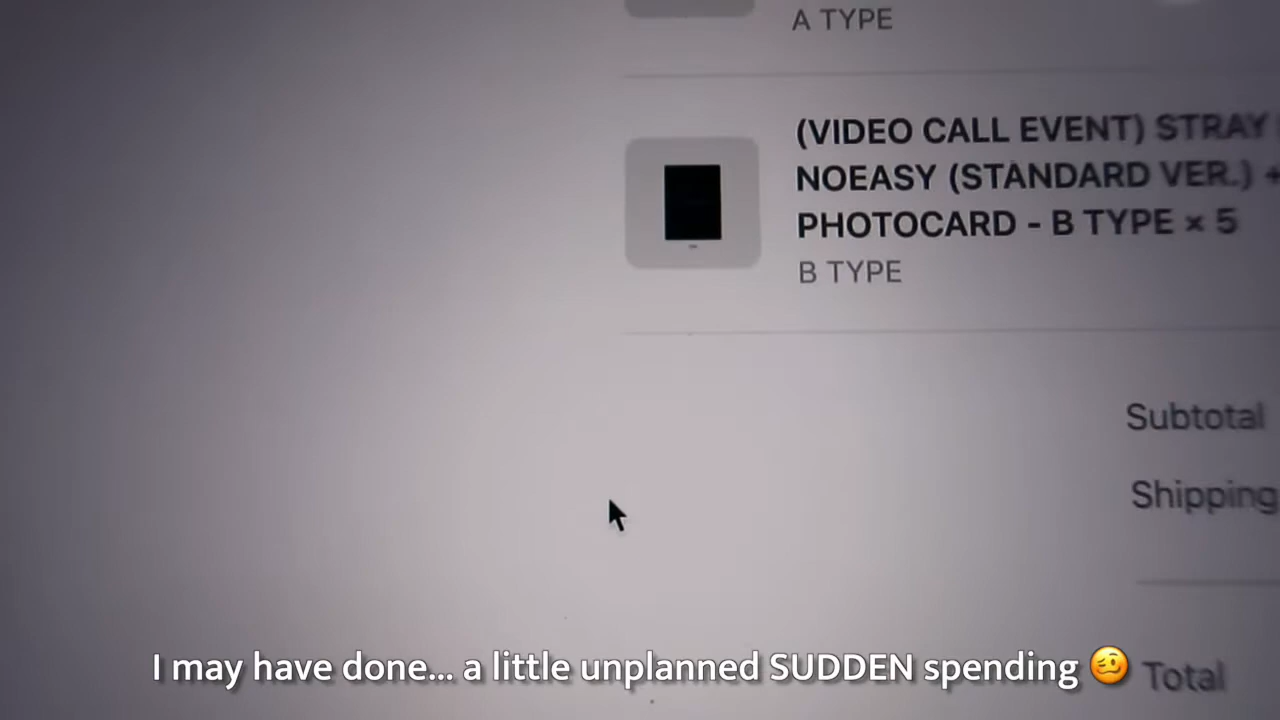 A TYPE
(VIDEO CALL EVENT) STRAY
NOEASY (STANDARD VER.) +
PHOTOCARD - B TYPE × 5
B TYPE
Subtotal
Shipping
I may have done... a little unplanned SUDDEN spending 🥴
Total